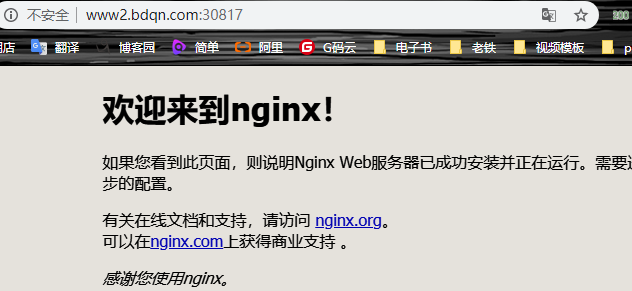 不安全 www2.bdqn.com:30817
翻译 博客园 简单 阿里 G码云 电子书 老铁 视频模板
欢迎来到nginx！
如果您看到此页面，则说明Nginx Web服务器已成功安装并正在运行。需要
步的配置。
有关在线文档和支持，请访问 nginx.org。
可以在nginx.com上获得商业支持 。
感谢您使用nginx。